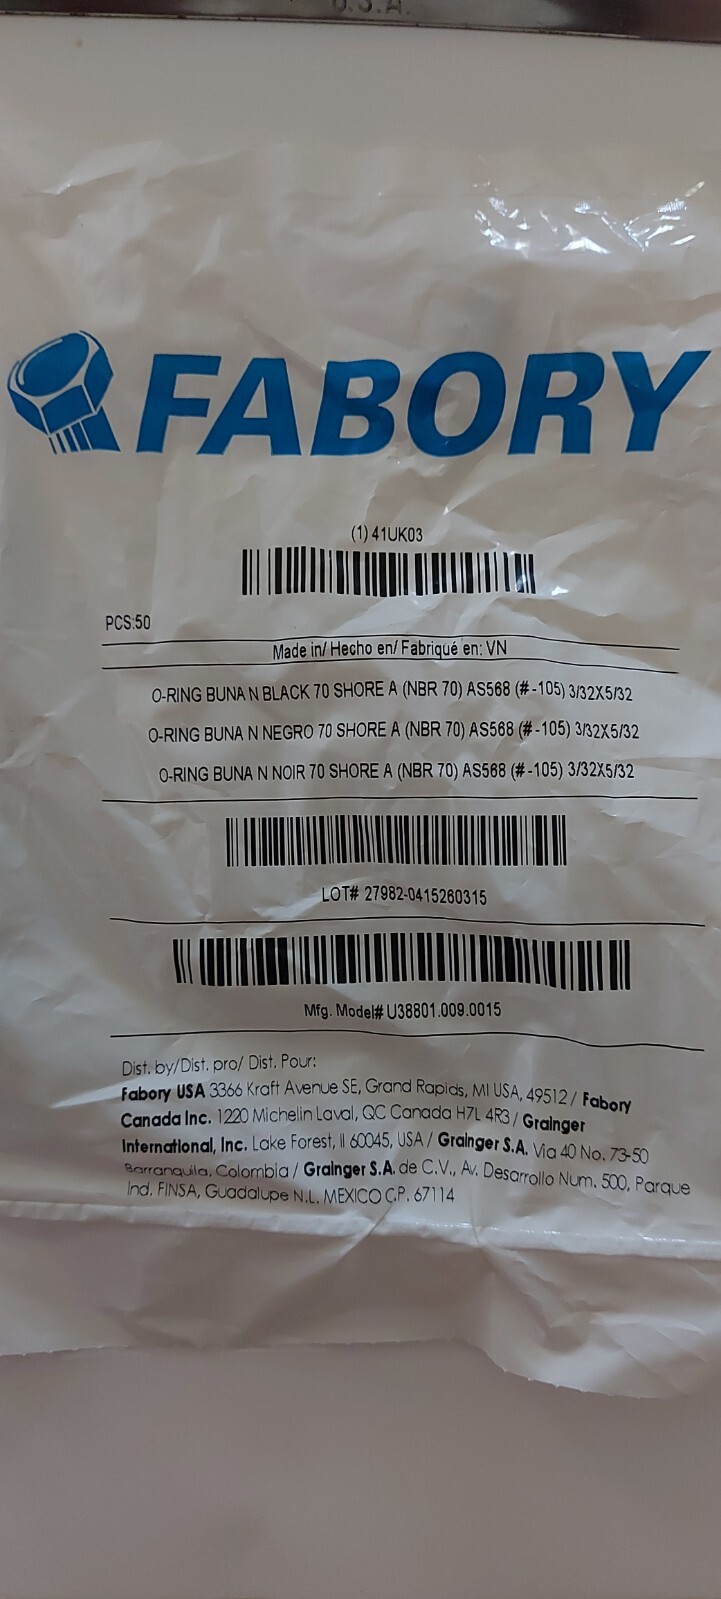 U.S.A.
FABORY
(1) 41UK03
PCS:50
Made in/ Hecho en/ Fabriqué en: VN
O-RING BUNA N BLACK 70 SHORE A (NBR 70) AS568 (# -105) 3/32X5/32
O-RING BUNA N NEGRO 70 SHORE A (NBR 70) AS568 (# -105) 3/32X5/32
O-RING BUNA N NOIR 70 SHORE A (NBR 70) AS568 (# -105) 3/32X5/32
LOT# 27982-0415260315
Mfg. Model# U38801.009.0015
Dist. by/Dist. pro/ Dist. Pour:
Fabory USA 3366 Kraft Avenue SE, Grand Rapids, MI USA, 49512 / Fabory
Canada Inc. 1220 Michelin Laval, QC Canada H7L 4R3 / Grainger
International, Inc. Lake Forest, Il 60045, USA / Grainger S.A. Via 40 No. 73-50
Barranquila, Colombia / Grainger S.A. de C.V., Av. Desarrollo Num. 500, Parque
Ind. FINSA, Guadalupe N.L. MEXICO C.P. 67114